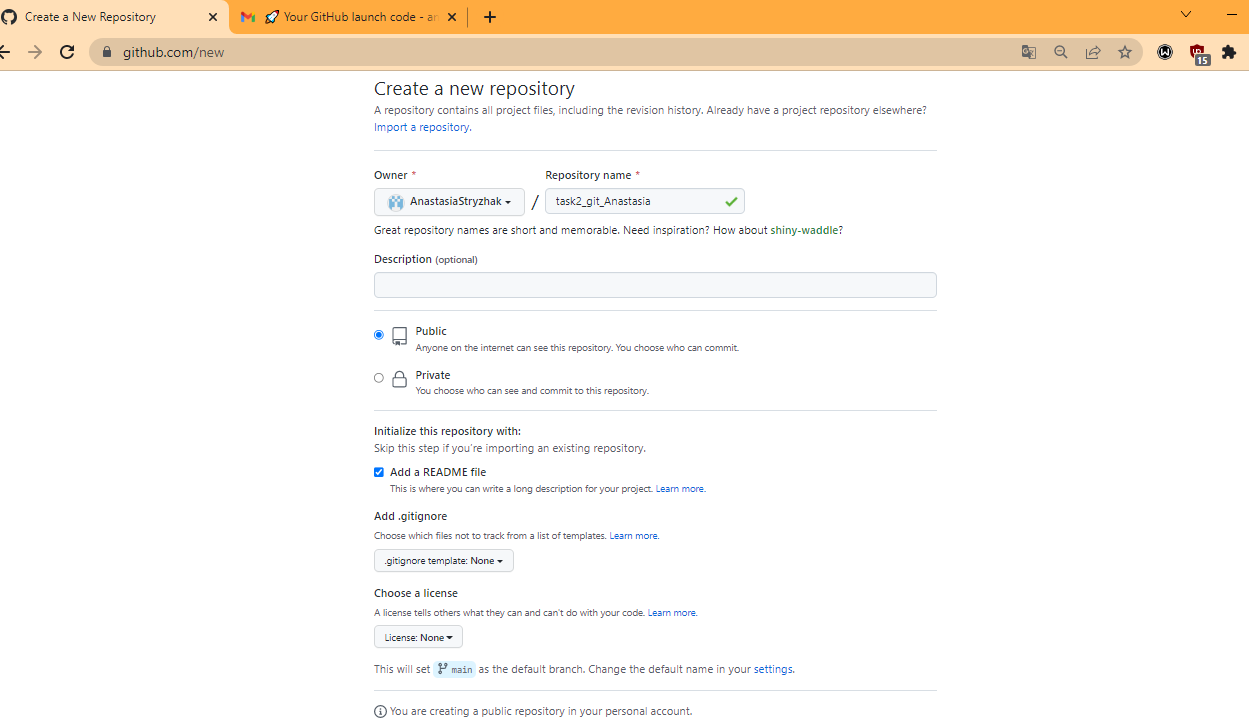 Create a New Repository
Your GitHub launch code - an
github.com/new
15
Create a new repository
A repository contains all project files, including the revision history. Already have a project repository elsewhere?
Import a repository.
Owner *
Repository name *
AnastasiaStryzhak / task2_git_Anastasia
Great repository names are short and memorable. Need inspiration? How about shiny-waddle?
Description (optional)
Public
Anyone on the internet can see this repository. You choose who can commit.
Private
You choose who can see and commit to this repository.
Initialize this repository with:
Skip this step if you're importing an existing repository.
Add a README file
This is where you can write a long description for your project. Learn more.
Add .gitignore
Choose which files not to track from a list of templates. Learn more.
.gitignore template: None
Choose a license
A license tells others what they can and can't do with your code. Learn more.
License: None
This will set main as the default branch. Change the default name in your settings.
You are creating a public repository in your personal account.